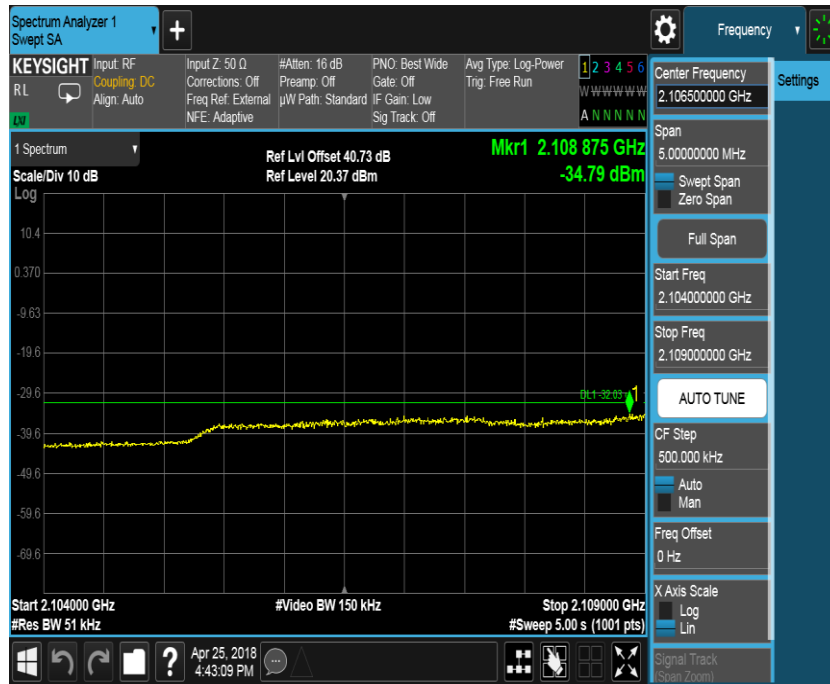 Spectrum Analyzer 1
Swept SA
Frequency
KEYSIGHT
RL
LXI
Input: RF
Coupling: DC
Align: Auto
Input Z: 50 Ω
Corrections: Off
Freq Ref: External
NFE: Adaptive
#Atten: 16 dB
Preamp: Off
µW Path: Standard
PNO: Best Wide
Gate: Off
IF Gain: Low
Sig Track: Off
Avg Type: Log-Power
Trig: Free Run
1 2 3 4 5 6
W W W W W W
A N N N N N
Center Frequency
2.106500000 GHz
Settings
Span
5.00000000 MHz
Swept Span
Zero Span
Full Span
Start Freq
2.104000000 GHz
Stop Freq
2.109000000 GHz
AUTO TUNE
CF Step
500.000 kHz
Auto
Man
Freq Offset
0 Hz
X Axis Scale
Log
Lin
Signal Track
(Span Zoom)
1 Spectrum
Scale/Div 10 dB
Log
Ref Lvl Offset 40.73 dB
Ref Level 20.37 dBm
Mkr1 2.108 875 GHz
-34.79 dBm
10.4
0.370
-9.63
-19.6
-29.6
-39.6
-49.6
-59.6
-69.6
DL1 -32.03
1
Start 2.104000 GHz
#Res BW 51 kHz
#Video BW 150 kHz
Stop 2.109000 GHz
#Sweep 5.00 s (1001 pts)
?
Apr 25, 2018
4:43:09 PM